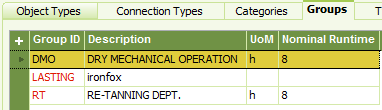 Object Types Connection Types Categories Groups T
+ Group ID Description UoM Nominal Runtime
DMO DRY MECHANICAL OPERATION h 8
LASTING ironfox
RT RE-TANNING DEPT. h 8